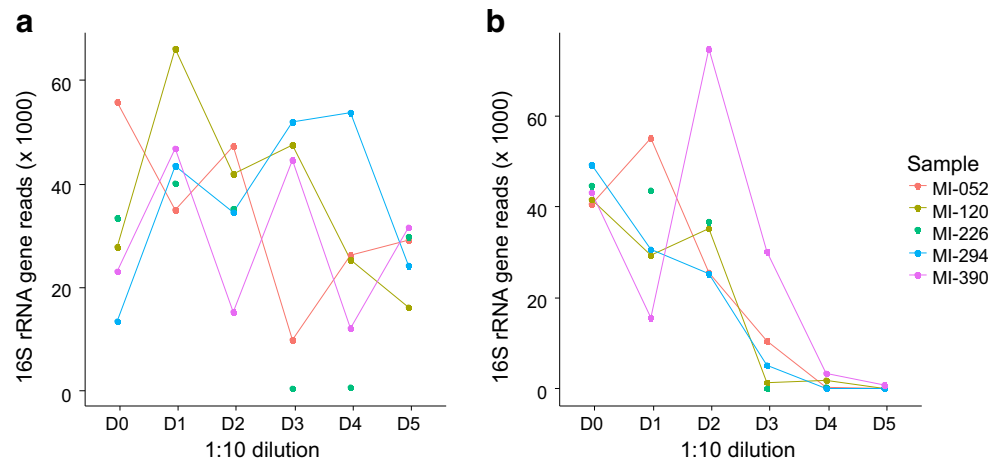 a
16S rRNA gene reads (x 1000)
60
40
20
0
D0 D1 D2 D3 D4 D5
1:10 dilution
b
16S rRNA gene reads (x 1000)
60
40
20
0
D0 D1 D2 D3 D4 D5
1:10 dilution
Sample
MI-052
MI-120
MI-226
MI-294
MI-390